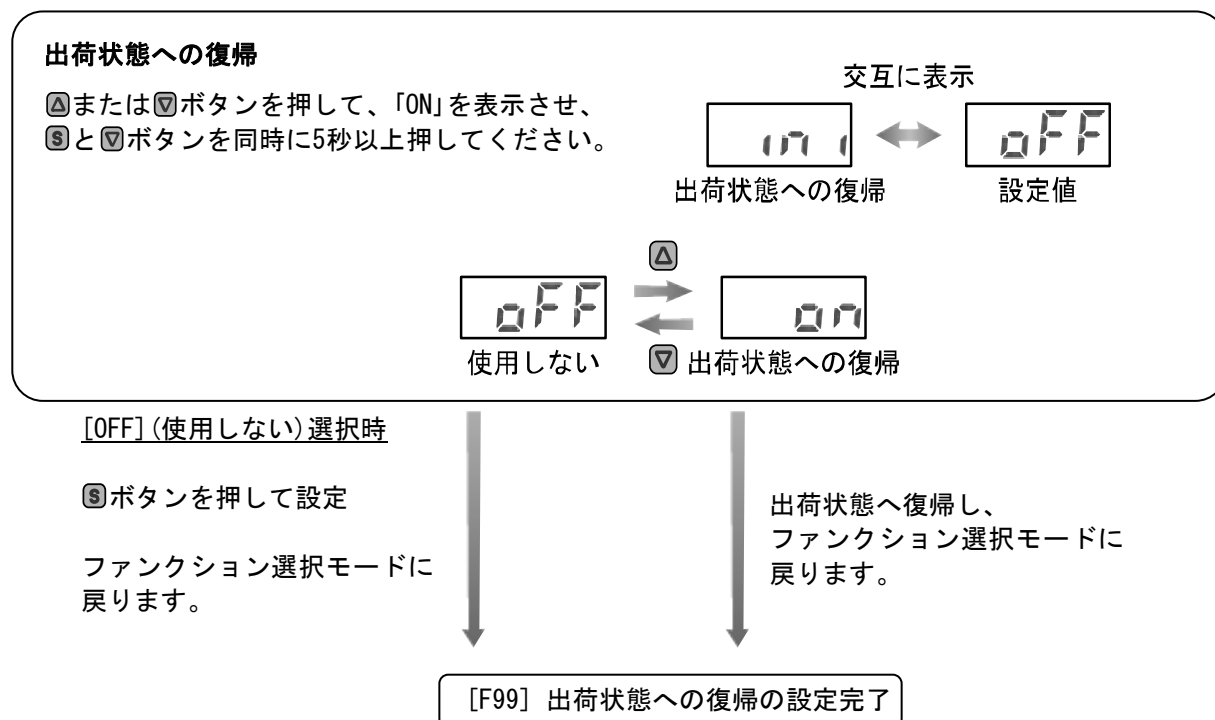 出荷状態への復帰
△または▽ボタンを押して、「ON」を表示させ、
Sと▽ボタンを同時に5秒以上押してください。
交互に表示
ini
oFF
出荷状態への復帰
設定値
△
oFF
on
使用しない
▽ 出荷状態への復帰
[OFF](使用しない)選択時
Sボタンを押して設定
ファンクション選択モードに
戻ります。
出荷状態へ復帰し、
ファンクション選択モードに
戻ります。
[F99] 出荷状態への復帰の設定完了